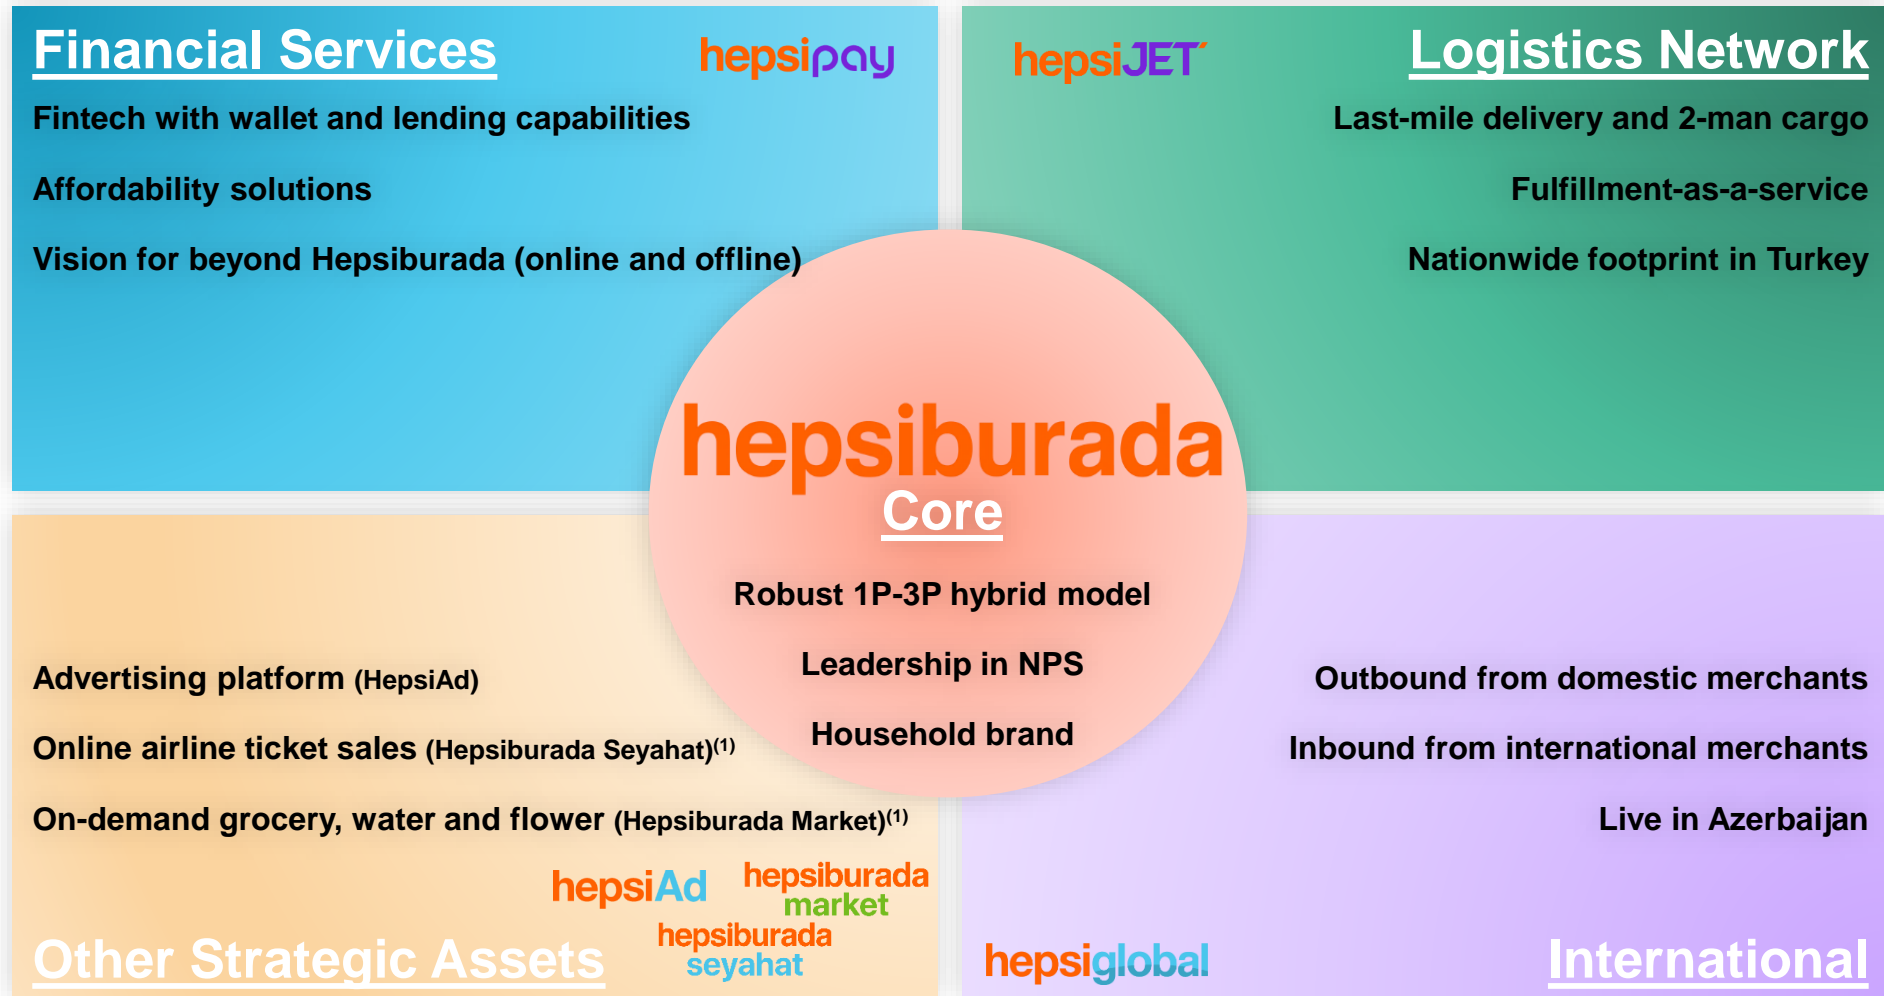 Financial Services
hepsipay
Fintech with wallet and lending capabilities
Affordability solutions
Vision for beyond Hepsiburada (online and offline)
hepsiJET
Logistics Network
Last-mile delivery and 2-man cargo
Fulfillment-as-a-service
Nationwide footprint in Turkey
hepsiburada
Core
Robust 1P-3P hybrid model
Leadership in NPS
Household brand
Advertising platform (HepsiAd)
Online airline ticket sales (Hepsiburada Seyahat)(1)
On-demand grocery, water and flower (Hepsiburada Market)(1)
hepsiAd
hepsiburada
market
hepsiburada
seyahat
Other Strategic Assets
Outbound from domestic merchants
Inbound from international merchants
Live in Azerbaijan
hepsiglobal
International